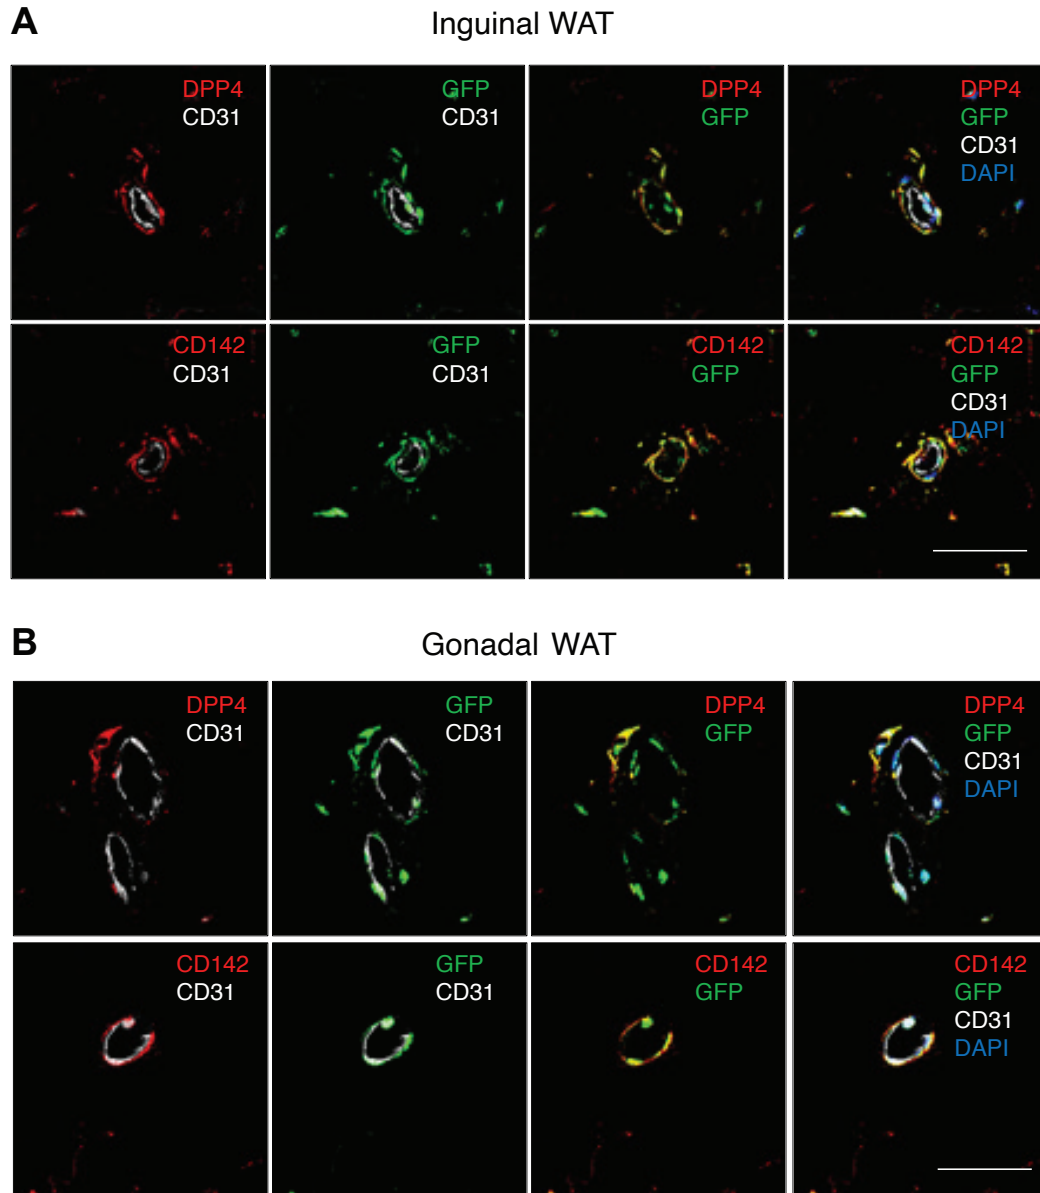 A
Inguinal WAT
DPP4
CD31
GFP
CD31
DPP4
GFP
DPP4
GFP
CD31
DAPI
CD142
CD31
GFP
CD31
CD142
GFP
CD142
GFP
CD31
DAPI
B
Gonadal WAT
DPP4
CD31
GFP
CD31
DPP4
GFP
DPP4
GFP
CD31
DAPI
CD142
CD31
GFP
CD31
CD142
GFP
CD142
GFP
CD31
DAPI